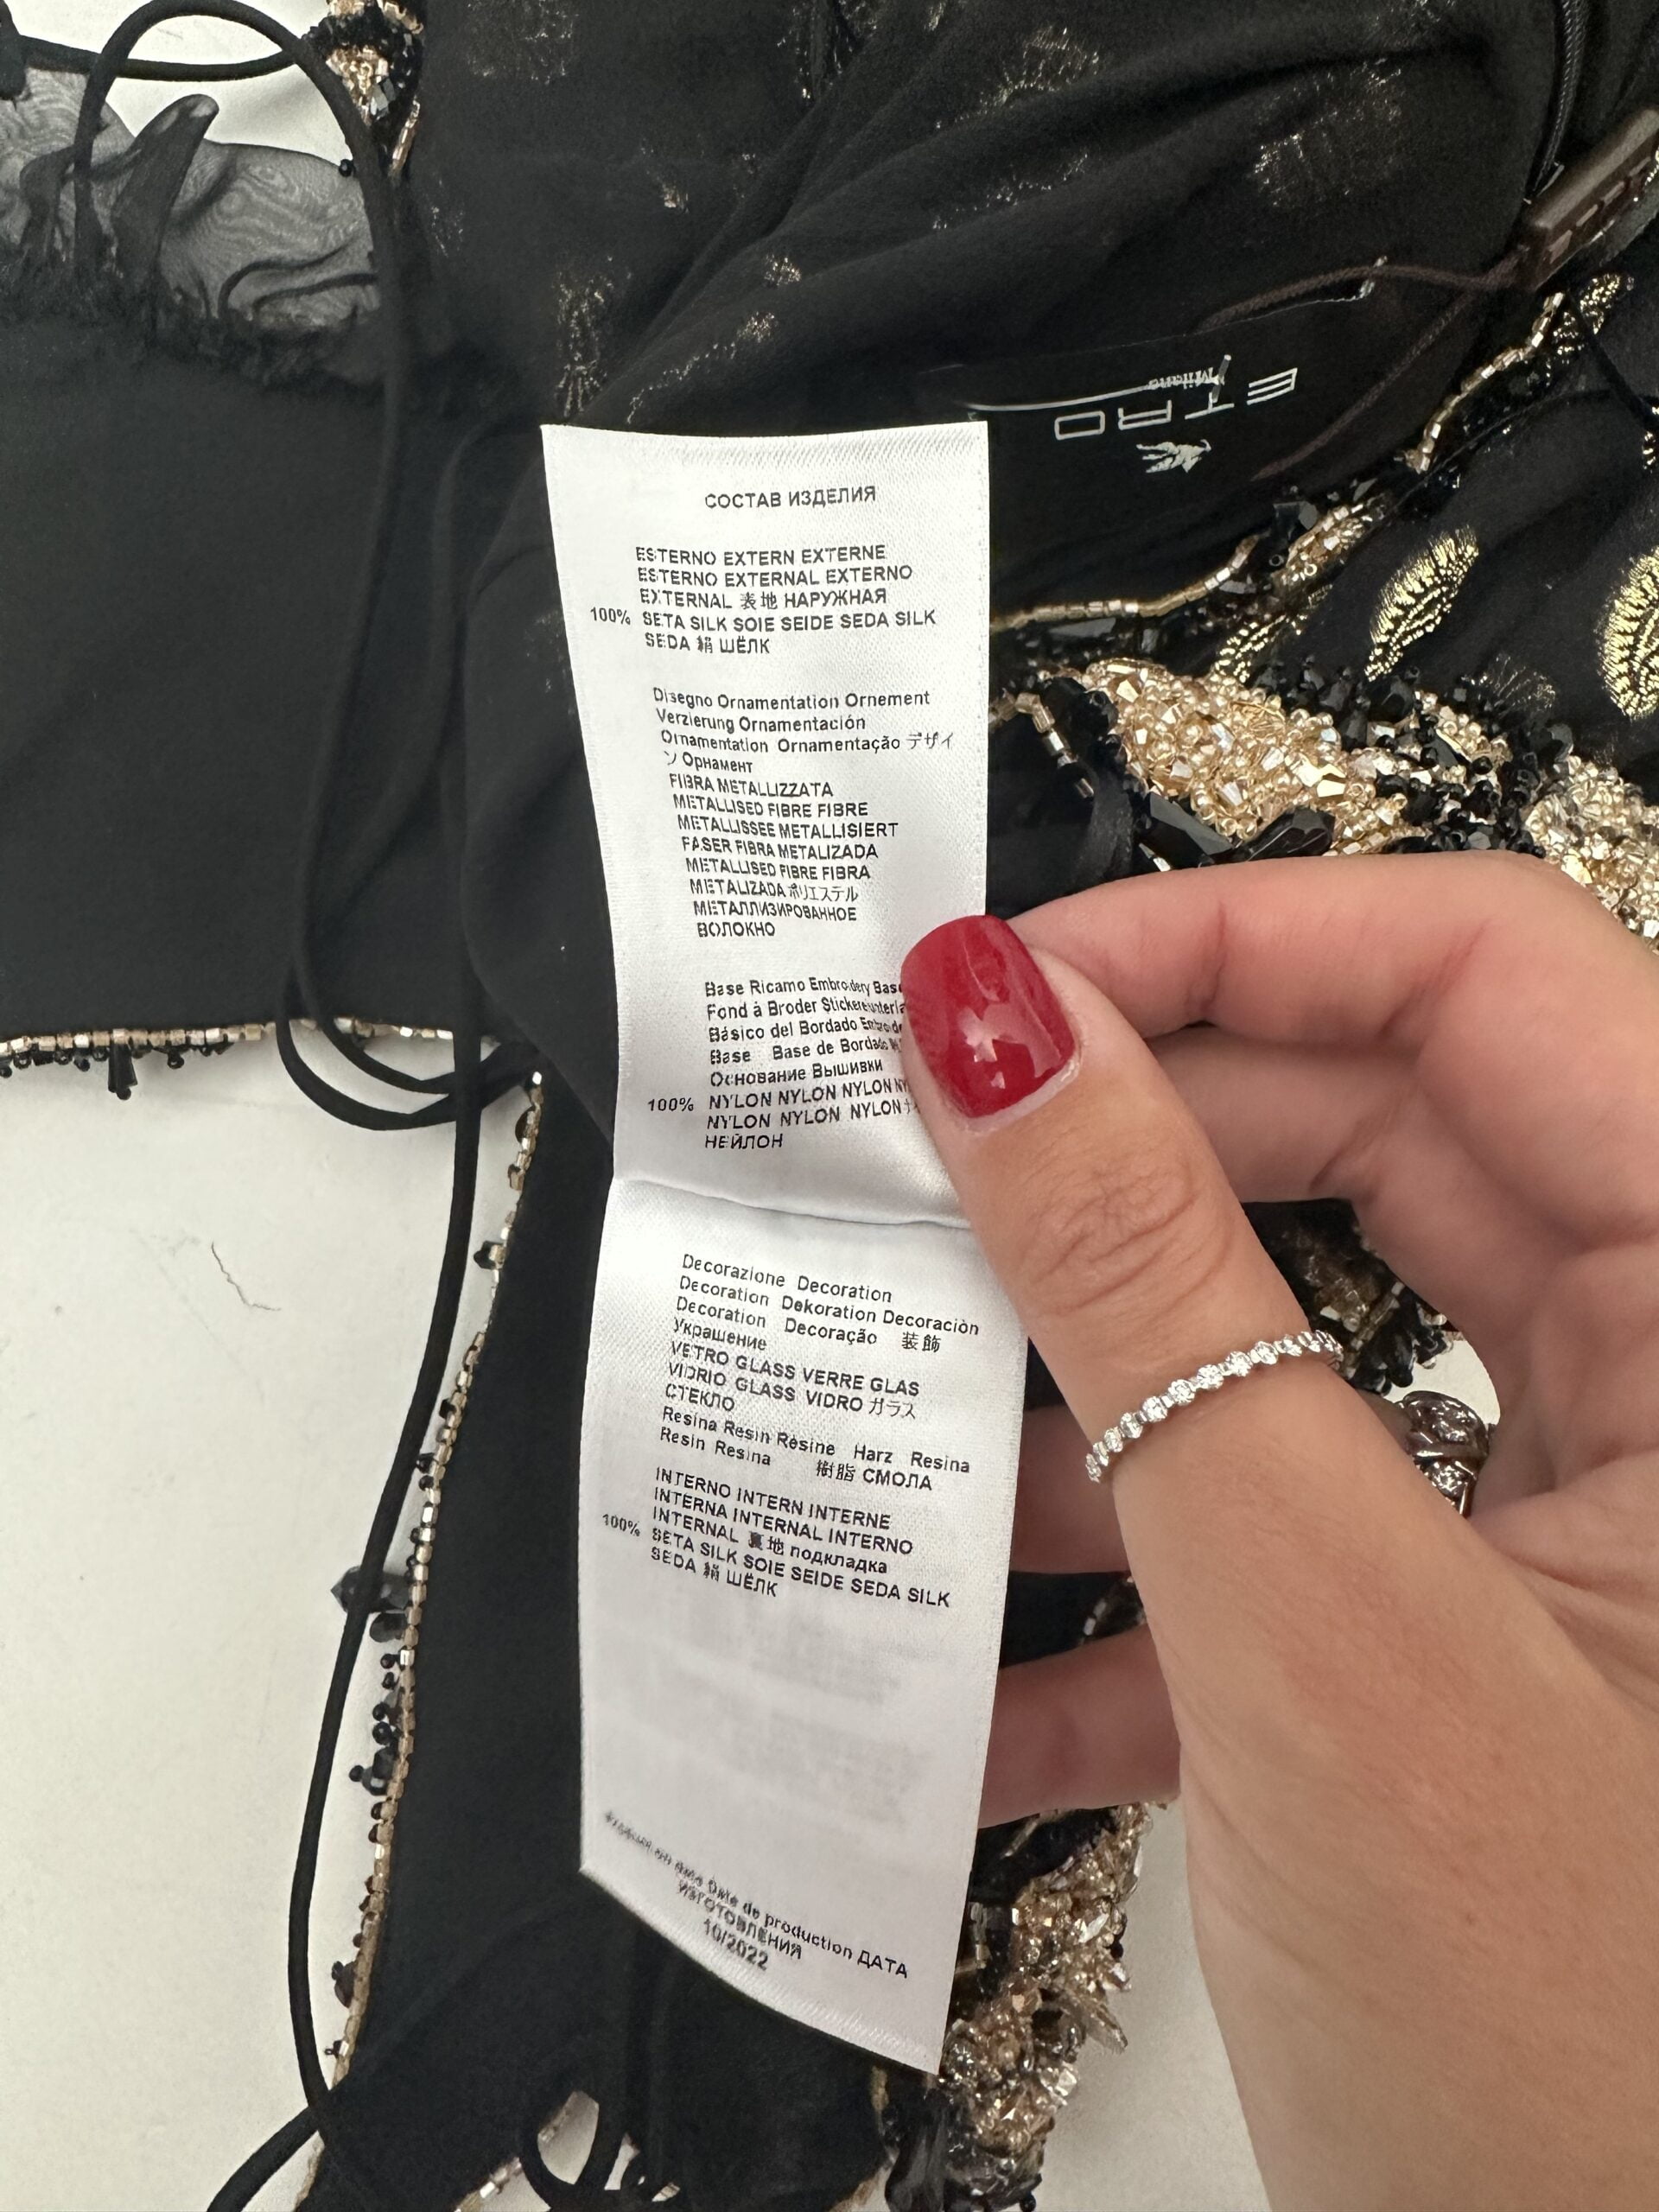 ETRO
Milano
СОСТАВ ИЗДЕЛИЯ
ESTERNO EXTERN EXTERNE
ESTERNO EXTERNAL EXTERNO
EXTERNAL 表地 НАРУЖНАЯ
100% SETA SILK SOIE SEIDE SEDA SILK
SEDA 絹 ШЁЛК
Disegno Ornamentation Ornement
Verzierung Ornamentación
Ornamentation Ornamentação デザイ
ン Орнамент
FIBRA METALLIZZATA
METALLISED FIBRE FIBRE
METALLISSEE METALLISIERT
FASER FIBRA METALIZADA
METALLISED FIBRE FIBRA
METALIZADA ポリエステル
МЕТАЛЛИЗИРОВАННОЕ
ВОЛОКНО
Base Ricamo Embroidery Base
Fond à Broder
Básico del Bordado
Base Base de Bordado
Основание Вышивки
100% NYLON NYLON NYLON
NYLON NYLON NYLON
НЕЙЛОН
Decorazione Decoration
Decoration Dekoration Decoraciòn
Decoration Decoração 装飾
Украшение
VETRO GLASS VERRE GLAS
VIDRIO GLASS VIDRO ガラス
СТЕКЛО
Resina Resin Résine Harz Resina
Resin Resina 樹脂 СМОЛА
INTERNO INTERN INTERNE
INTERNA INTERNAL INTERNO
INTERNAL 裏地 подкладка
100% SETA SILK SOIE SEIDE SEDA SILK
SEDA 絹 ШЁЛК
Date de production ДАТА
ИЗГОТОВЛЕНИЯ
10/2022